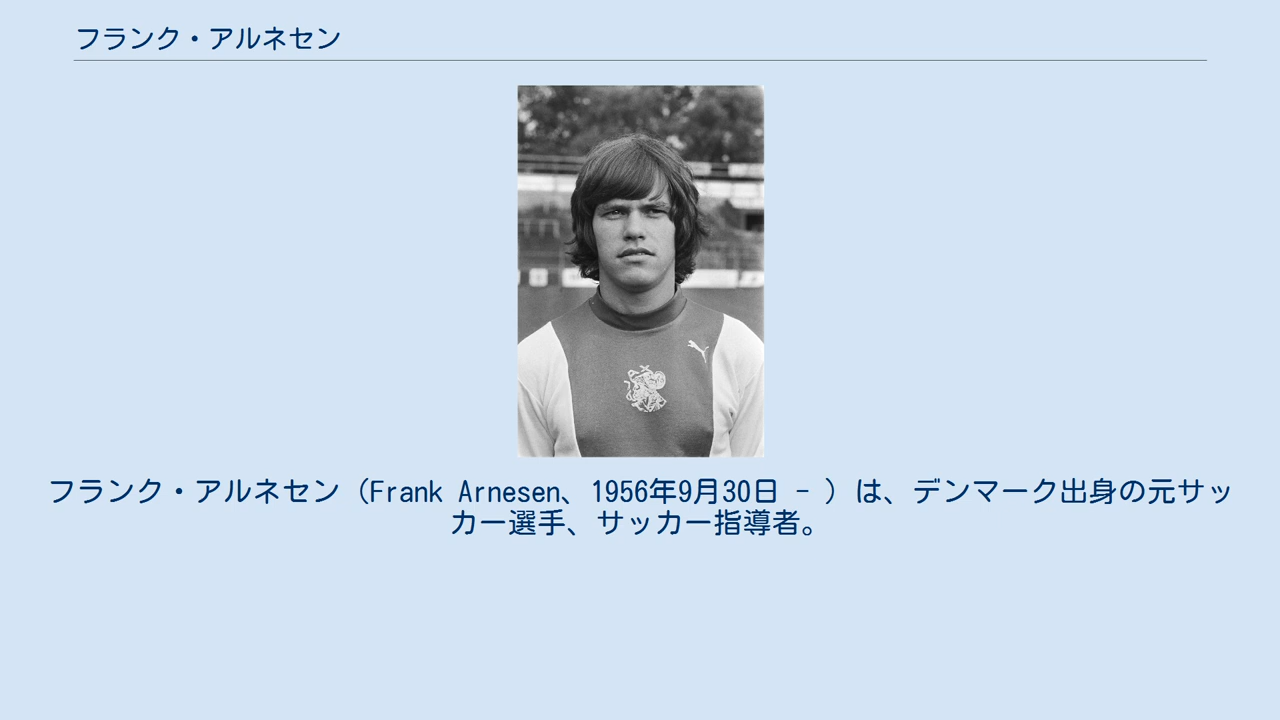 フランク・アルネセン
フランク・アルネセン（Frank Arnesen、1956年9月30日 - ）は、デンマーク出身の元サッ
カー選手、サッカー指導者。